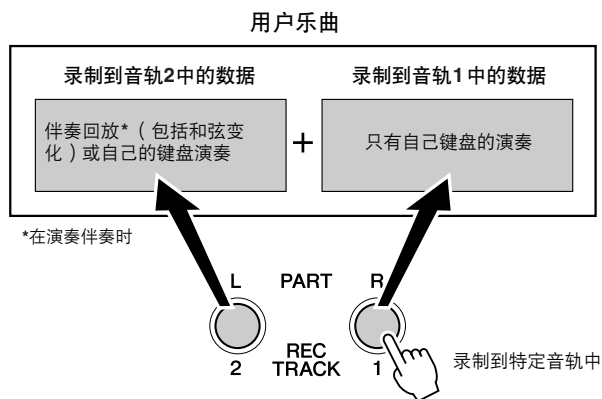 用户乐曲
录制到音轨2中的数据
录制到音轨1中的数据
伴奏回放*（包括和弦变
化）或自己的键盘演奏
+
只有自己键盘的演奏
*在演奏伴奏时
L PART R
REC
2 TRACK 1
录制到特定音轨中